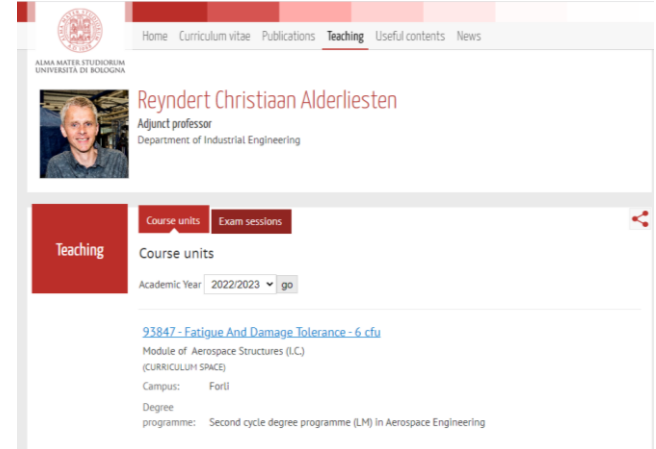 Home Curriculum vitae Publications Teaching Useful contents News
ALMA MATER STUDIORUM
UNIVERSITÀ DI BOLOGNA
Reyndert Christiaan Alderliesten
Adjunct professor
Department of Industrial Engineering
Teaching
Course units Exam sessions
Course units
Academic Year 2022/2023 go
93847 - Fatigue And Damage Tolerance - 6 cfu
Module of Aerospace Structures (I.C.)
(CURRICULUM SPACE)
Campus: Forlì
Degree
programme: Second cycle degree programme (LM) in Aerospace Engineering